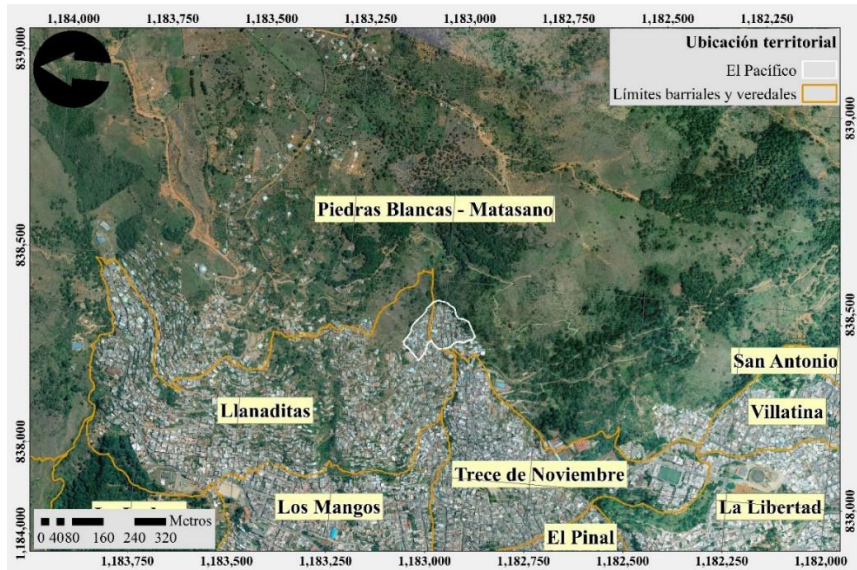 1,184,000 1,183,750 1,183,500 1,183,250 1,183,000 1,182,750 1,182,500 1,182,250
839,000
839,000
Ubicación territorial
El Pacífico
Límites barriales y veredales
Piedras Blancas - Matasano
838,500
838,500
San Antonio
Villatina
Llanaditas
838,000
838,000
Trece de Noviembre
Los Mangos
La Libertad
El Pinal
Metros
0 40 80 160 240 320
1,184,000
1,183,750 1,183,500 1,183,250 1,183,000 1,182,750 1,182,500 1,182,250 1,182,000